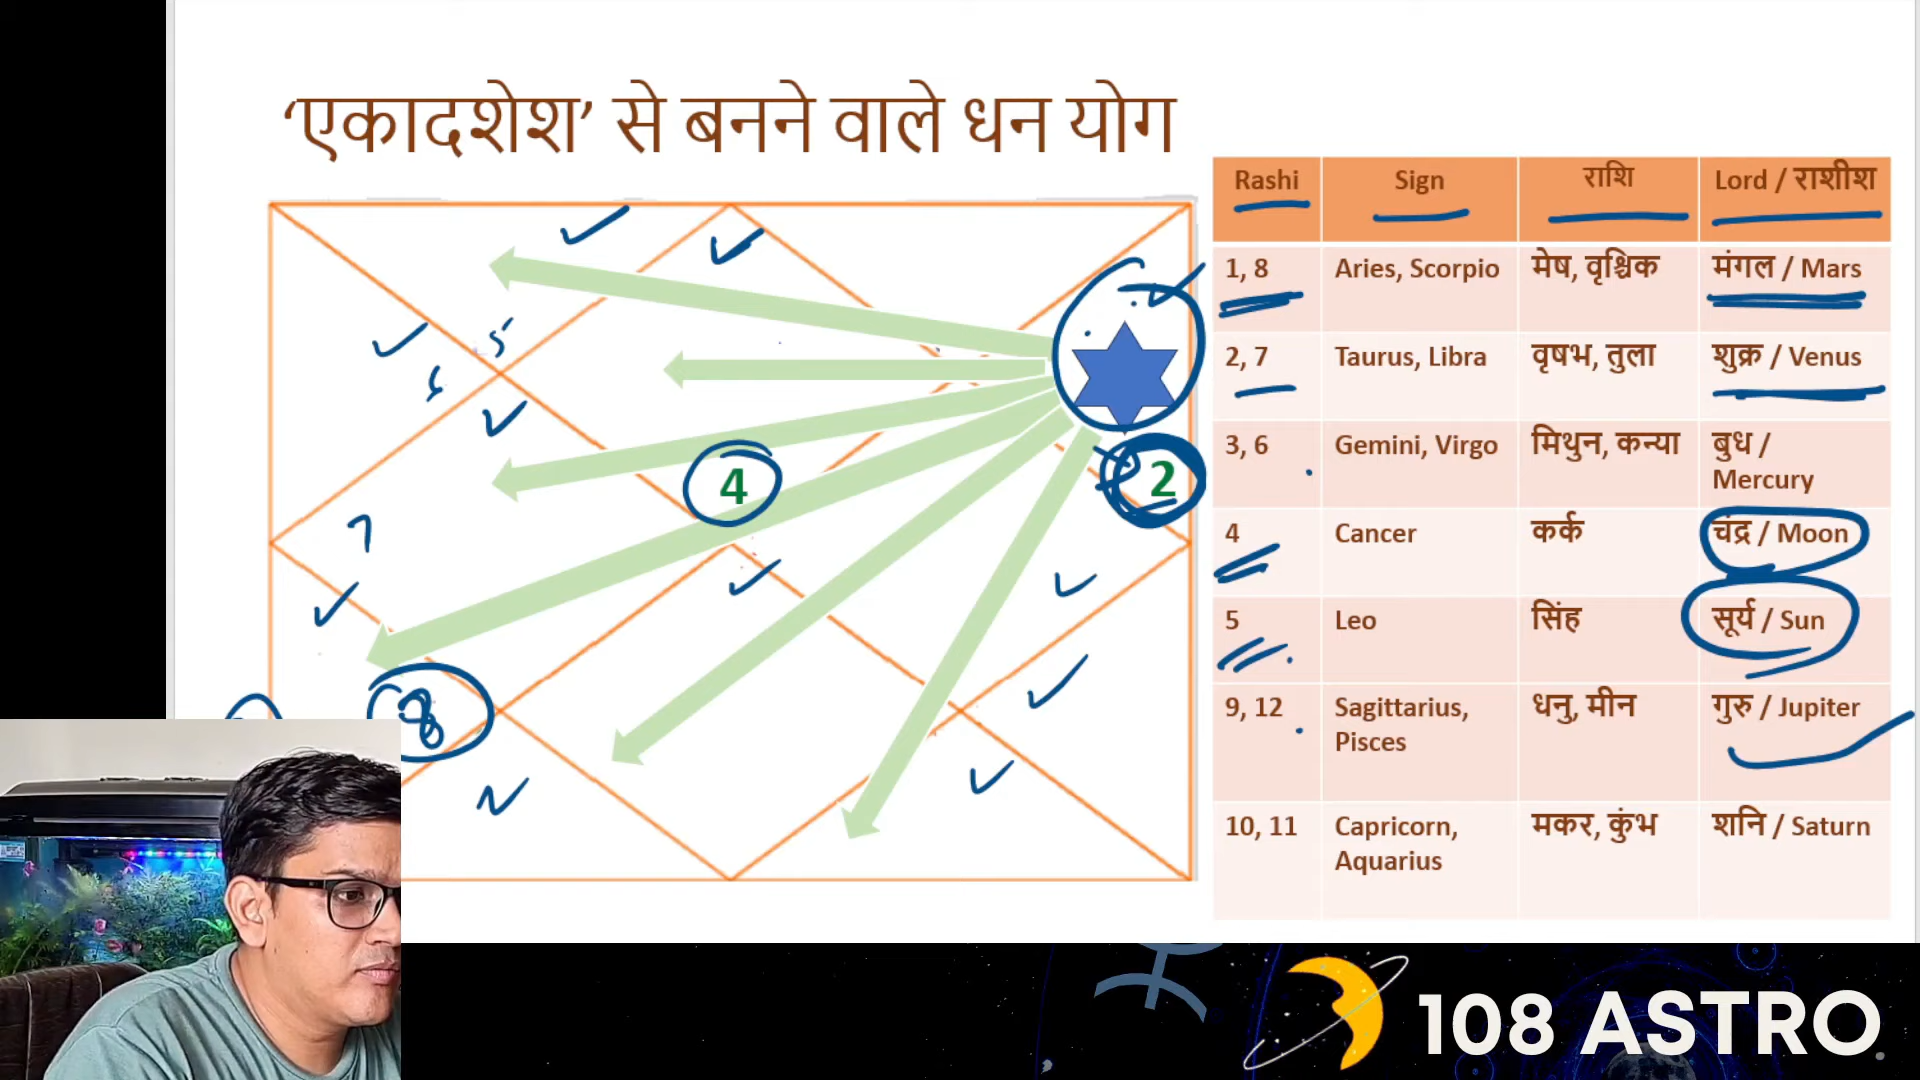 ‘एकादशेश’ से बनने वाले धन योग
Rashi Sign राशि Lord / राशीश
1, 8 Aries, Scorpio मेष, वृश्चिक मंगल / Mars
2, 7 Taurus, Libra वृषभ, तुला शुक्र / Venus
3, 6 Gemini, Virgo मिथुन, कन्या बुध /
Mercury
4 Cancer कर्क चंद्र / Moon
5 Leo सिंह सूर्य / Sun
9, 12 Sagittarius, धनु, मीन गुरु / Jupiter
Pisces
10, 11 Capricorn, मकर, कुंभ शनि / Saturn
Aquarius
5
6
4
2
7
8
108 ASTRO